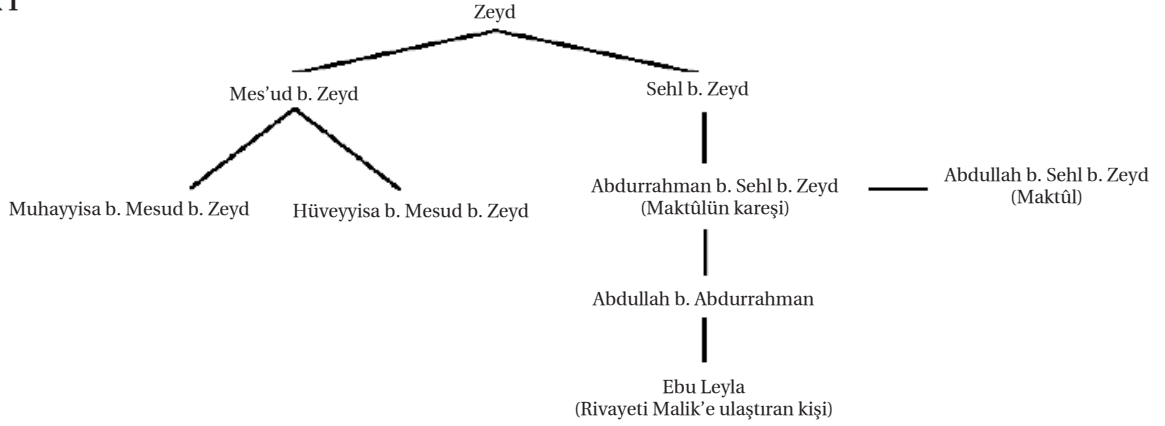 Zeyd
Mes'ud b. Zeyd
Sehl b. Zeyd
Muhayyisa b. Mesud b. Zeyd
Hüveyyisa b. Mesud b. Zeyd
Abdurrahman b. Sehl b. Zeyd
(Maktûlün kareşi)
Abdullah b. Sehl b. Zeyd
(Maktûl)
Abdullah b. Abdurrahman
Ebu Leyla
(Rivayeti Malik'e ulaştıran kişi)